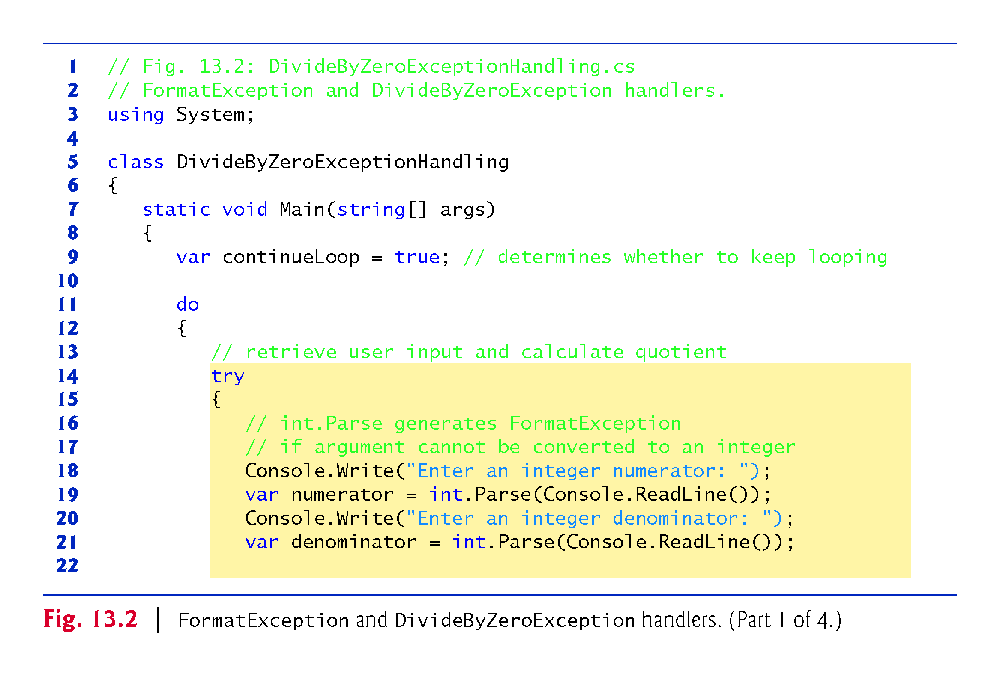 1 // Fig. 13.2: DivideByZeroExceptionHandling.cs
2 // FormatException and DivideByZeroException handlers.
3 using System;
4
5 class DivideByZeroExceptionHandling
6 {
7 static void Main(string[] args)
8 {
9 var continueLoop = true; // determines whether to keep looping
10
11 do
12 {
13 // retrieve user input and calculate quotient
14 try
15 {
16 // int.Parse generates FormatException
17 // if argument cannot be converted to an integer
18 Console.Write("Enter an integer numerator: ");
19 var numerator = int.Parse(Console.ReadLine());
20 Console.Write("Enter an integer denominator: ");
21 var denominator = int.Parse(Console.ReadLine());
22
Fig. 13.2 | FormatException and DivideByZeroException handlers. (Part 1 of 4.)